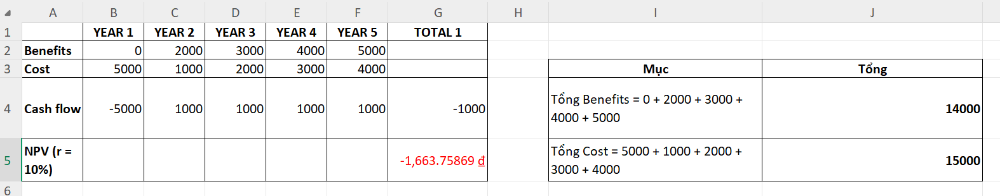 A B C D E F G H I J
1 YEAR 1 YEAR 2 YEAR 3 YEAR 4 YEAR 5 TOTAL 1
2 Benefits 0 2000 3000 4000 5000
3 Cost 5000 1000 2000 3000 4000 Mục Tổng
4 Cash flow -5000 1000 1000 1000 1000 -1000 Tổng Benefits = 0 + 2000 + 3000 +
4000 + 5000 14000
5 NPV (r =
10%) -1,663.75869 đ Tổng Cost = 5000 + 1000 + 2000 +
3000 + 4000 15000
6